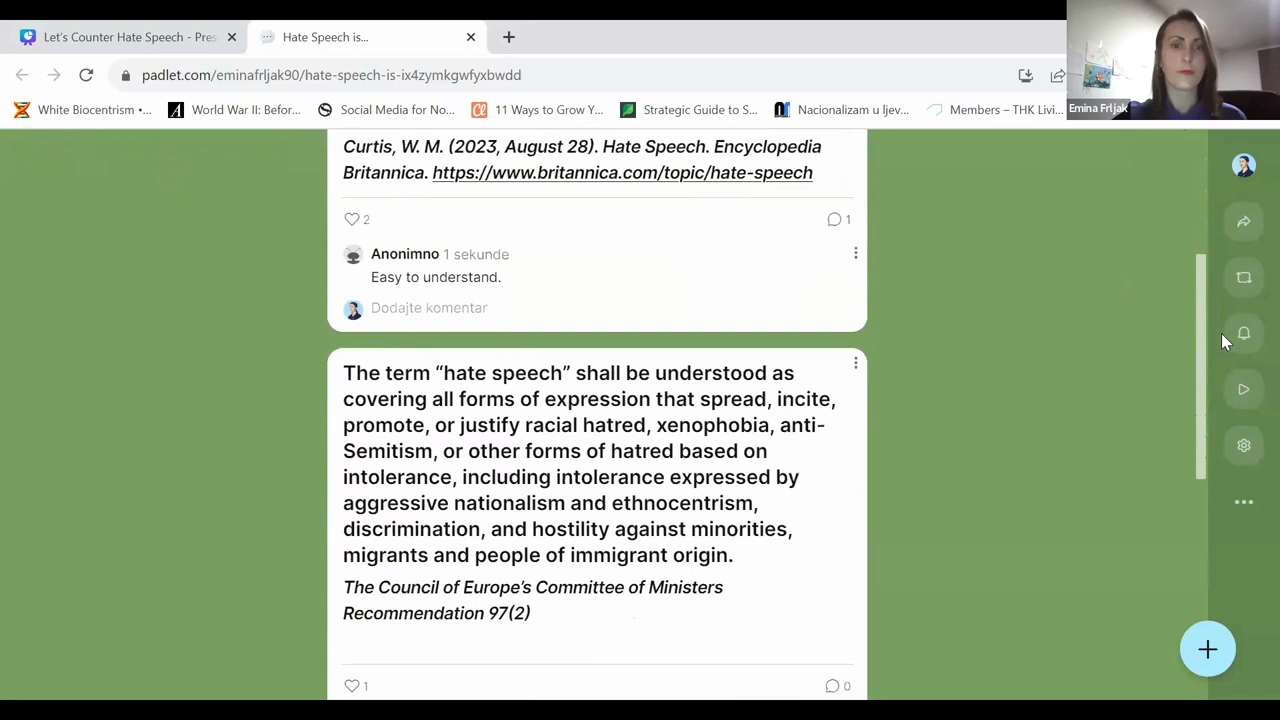 Let's Counter Hate Speech - Pres
Hate Speech is...
padlet.com/eminafrljak90/hate-speech-is-ix4zymkgwfyxbwdd
Emina Frljak
White Biocentrism •...
World War II: Befor...
Social Media for No...
11 Ways to Grow Y...
Strategic Guide to S...
Nacionalizam u ljev...
Members – THK Livi...
Curtis, W. M. (2023, August 28). Hate Speech. Encyclopedia
Britannica. https://www.britannica.com/topic/hate-speech
2
1
Anonimno 1 sekunde
Easy to understand.
Dodajte komentar
The term “hate speech” shall be understood as
covering all forms of expression that spread, incite,
promote, or justify racial hatred, xenophobia, anti-
Semitism, or other forms of hatred based on
intolerance, including intolerance expressed by
aggressive nationalism and ethnocentrism,
discrimination, and hostility against minorities,
migrants and people of immigrant origin.
The Council of Europe’s Committee of Ministers
Recommendation 97(2)
1
0